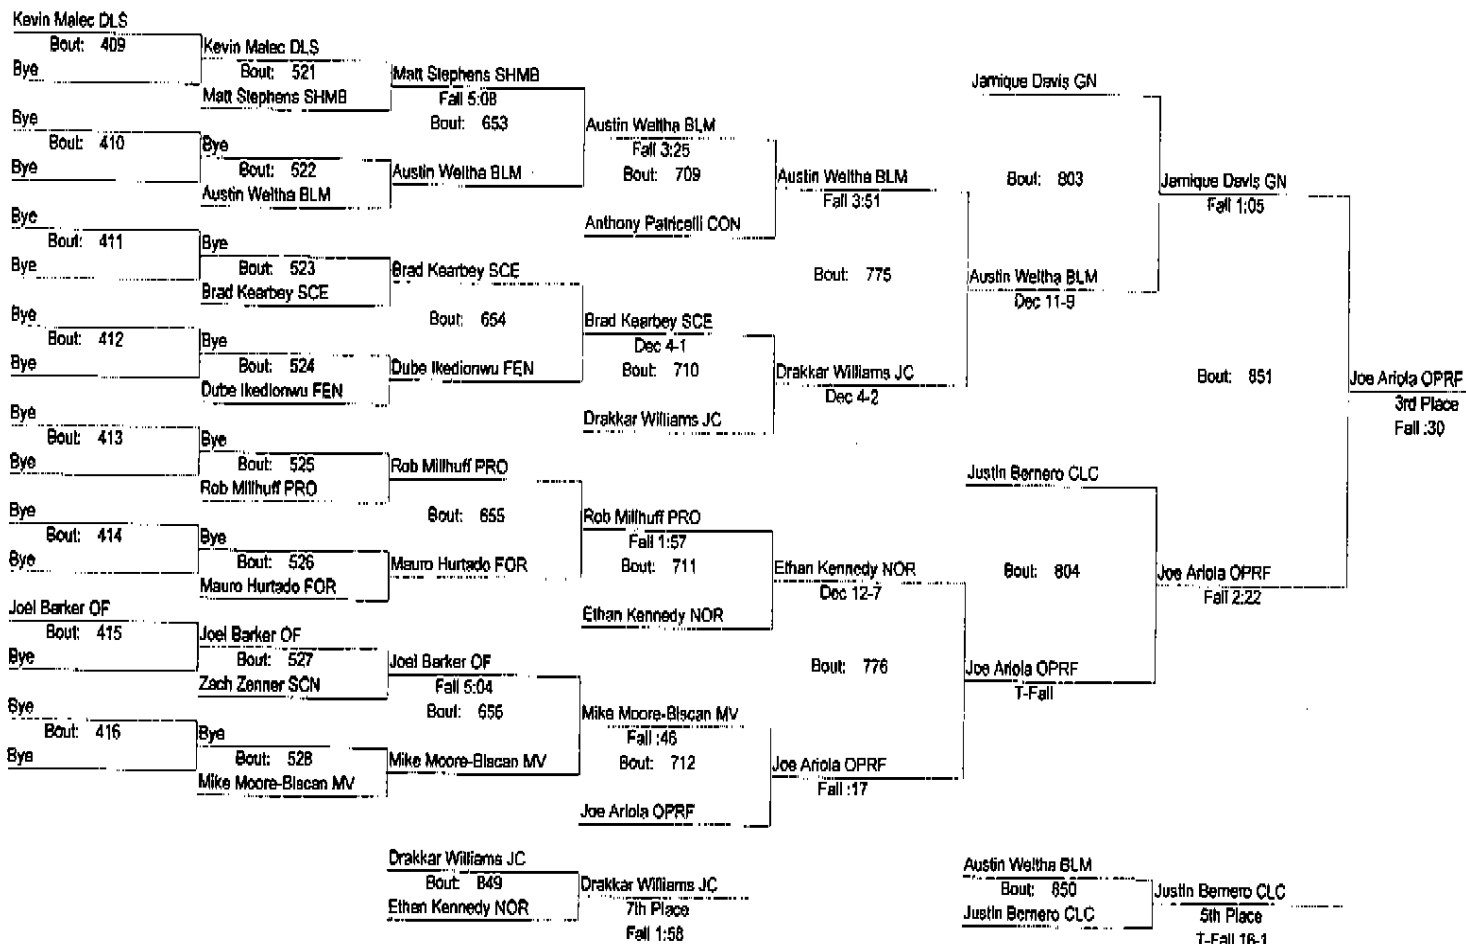 Kevin Malec DLS
Bout: 409
Bye
Bye
Bout: 410
Bye
Bye
Bout: 411
Bye
Bye
Bout: 412
Bye
Bye
Bout: 413
Bye
Bye
Bout: 414
Bye
Joel Barker OF
Bout: 415
Bye
Bye
Bout: 416
Bye
Kevin Malec DLS
Bout: 521
Matt Stephens SHMB
Bye
Bout: 522
Austin Weltha BLM
Bye
Bout: 523
Brad Kearbey SCE
Bye
Bout: 524
Dube Ikedionwu FEN
Bye
Bout: 525
Rob Millhuff PRO
Bye
Bout: 526
Mauro Hurtado FOR
Joel Barker OF
Bout: 527
Zach Zenner SCN
Bye
Bout: 528
Mike Moore-Biscan MV
Matt Stephens SHMB
Fall 5:08
Bout: 653
Austin Weltha BLM
Brad Kearbey SCE
Bout: 654
Dube Ikedionwu FEN
Rob Millhuff PRO
Bout: 655
Mauro Hurtado FOR
Joel Barker OF
Fall 5:04
Bout: 656
Mike Moore-Biscan MV
Austin Weltha BLM
Fall 3:25
Bout: 709
Anthony Patricelli CON
Brad Kearbey SCE
Dec 4-1
Bout: 710
Drakkar Williams JC
Rob Millhuff PRO
Fall 1:57
Bout: 711
Ethan Kennedy NOR
Mike Moore-Biscan MV
Fall :46
Bout: 712
Joe Ariola OPRF
Austin Weltha BLM
Fall 3:51
Bout: 775
Drakkar Williams JC
Dec 4-2
Ethan Kennedy NOR
Dec 12-7
Bout: 776
Joe Ariola OPRF
Fall :17
Jamique Davis GN
Bout: 803
Austin Weltha BLM
Dec 11-9
Justin Bernero CLC
Bout: 804
Joe Ariola OPRF
T-Fall
Jamique Davis GN
Fall 1:05
Bout: 851
Joe Ariola OPRF
Fall 2:22
Joe Ariola OPRF
3rd Place
Fall :30
Drakkar Williams JC
Bout: 849
Ethan Kennedy NOR
Drakkar Williams JC
7th Place
Fall 1:58
Austin Weltha BLM
Bout: 850
Justin Bernero CLC
Justin Bernero CLC
5th Place
T-Fall 16-1